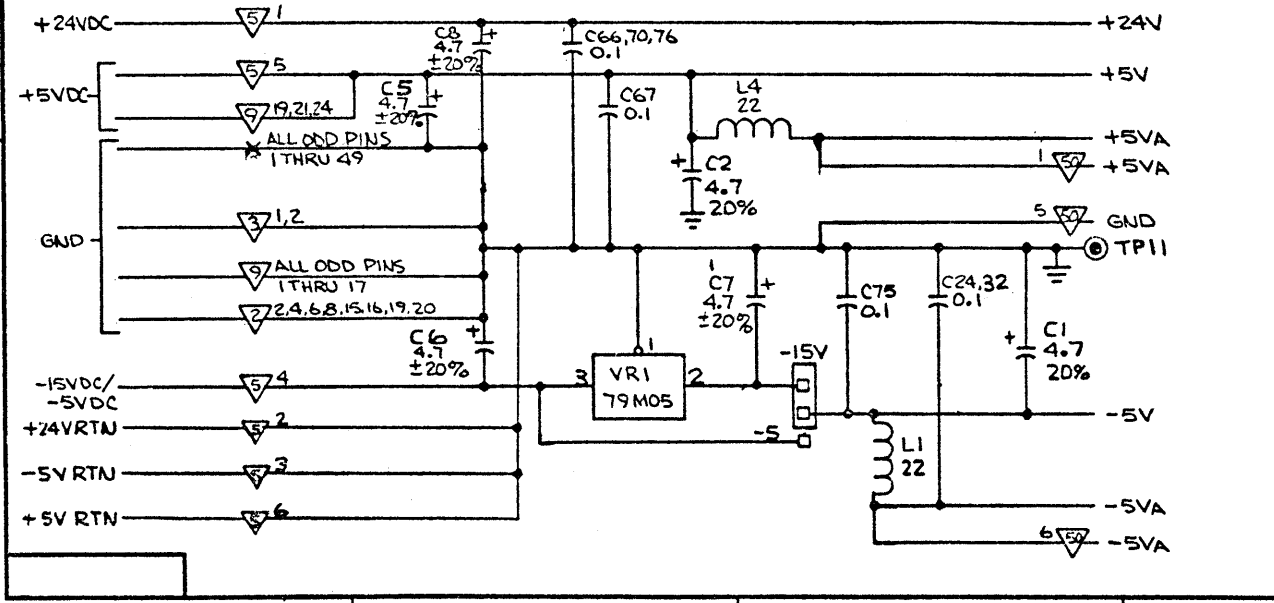 +24VDC 5 1 +24V
C8 + 4.7 ±20%
C66,70,76 0.1
+5VDC 5 5 +5V
9 19,21,24
C5 + 4.7 ±20%
C67 0.1
L4 22
+5VA
ALL ODD PINS
1 THRU 49
1 50 +5VA
+ C2 4.7 20%
GND 3 1,2
5 50 GND
TP11
9 ALL ODD PINS
1 THRU 17
2 2,4,6,8,15,16,19,20
C6 + 4.7 ±20%
1 C7 + 4.7 ±20%
C75 0.1
C24,32 0.1
+ C1 4.7 20%
-15V
-15VDC/
-5VDC
5 4
3 VR1 2
1
79M05
+24VRTN 5 2
-5V
-5
-5V RTN 5 3
L1 22
+5V RTN 5 6
-5VA
6 50 -5VA